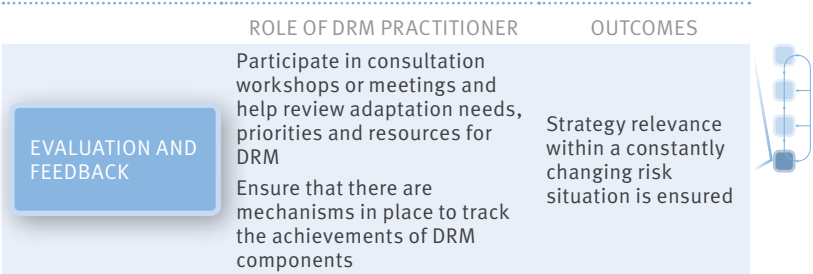 ROLE OF DRM PRACTITIONER
OUTCOMES
EVALUATION AND
FEEDBACK
Participate in consultation
workshops or meetings and
help review adaptation needs,
priorities and resources for
DRM
Ensure that there are
mechanisms in place to track
the achievements of DRM
components
Strategy relevance
within a constantly
changing risk
situation is ensured